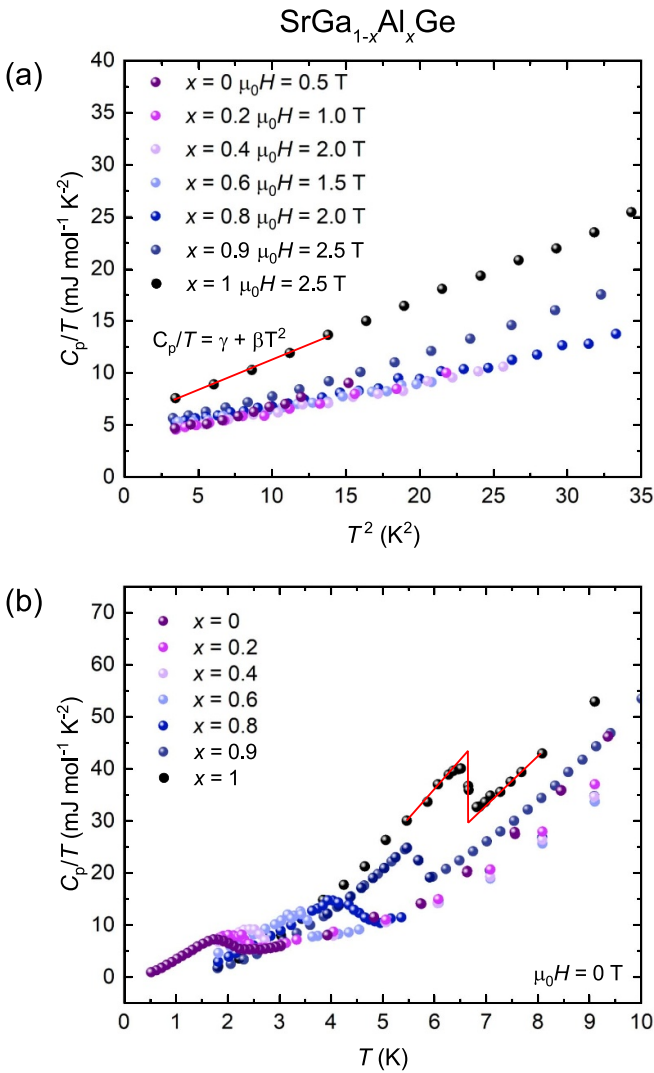 SrGa₁₋ₓAlₓGe
(a)
40
35
30
25
20
15
10
5
0
Cₚ/T (mJ mol⁻¹ K⁻²)
x = 0 μ₀H = 0.5 T
x = 0.2 μ₀H = 1.0 T
x = 0.4 μ₀H = 2.0 T
x = 0.6 μ₀H = 1.5 T
x = 0.8 μ₀H = 2.0 T
x = 0.9 μ₀H = 2.5 T
x = 1 μ₀H = 2.5 T
Cₚ/T = γ + βT²
0 5 10 15 20 25 30 35
T² (K²)
(b)
70
60
50
40
30
20
10
0
Cₚ/T (mJ mol⁻¹ K⁻²)
x = 0
x = 0.2
x = 0.4
x = 0.6
x = 0.8
x = 0.9
x = 1
μ₀H = 0 T
0 1 2 3 4 5 6 7 8 9 10
T (K)